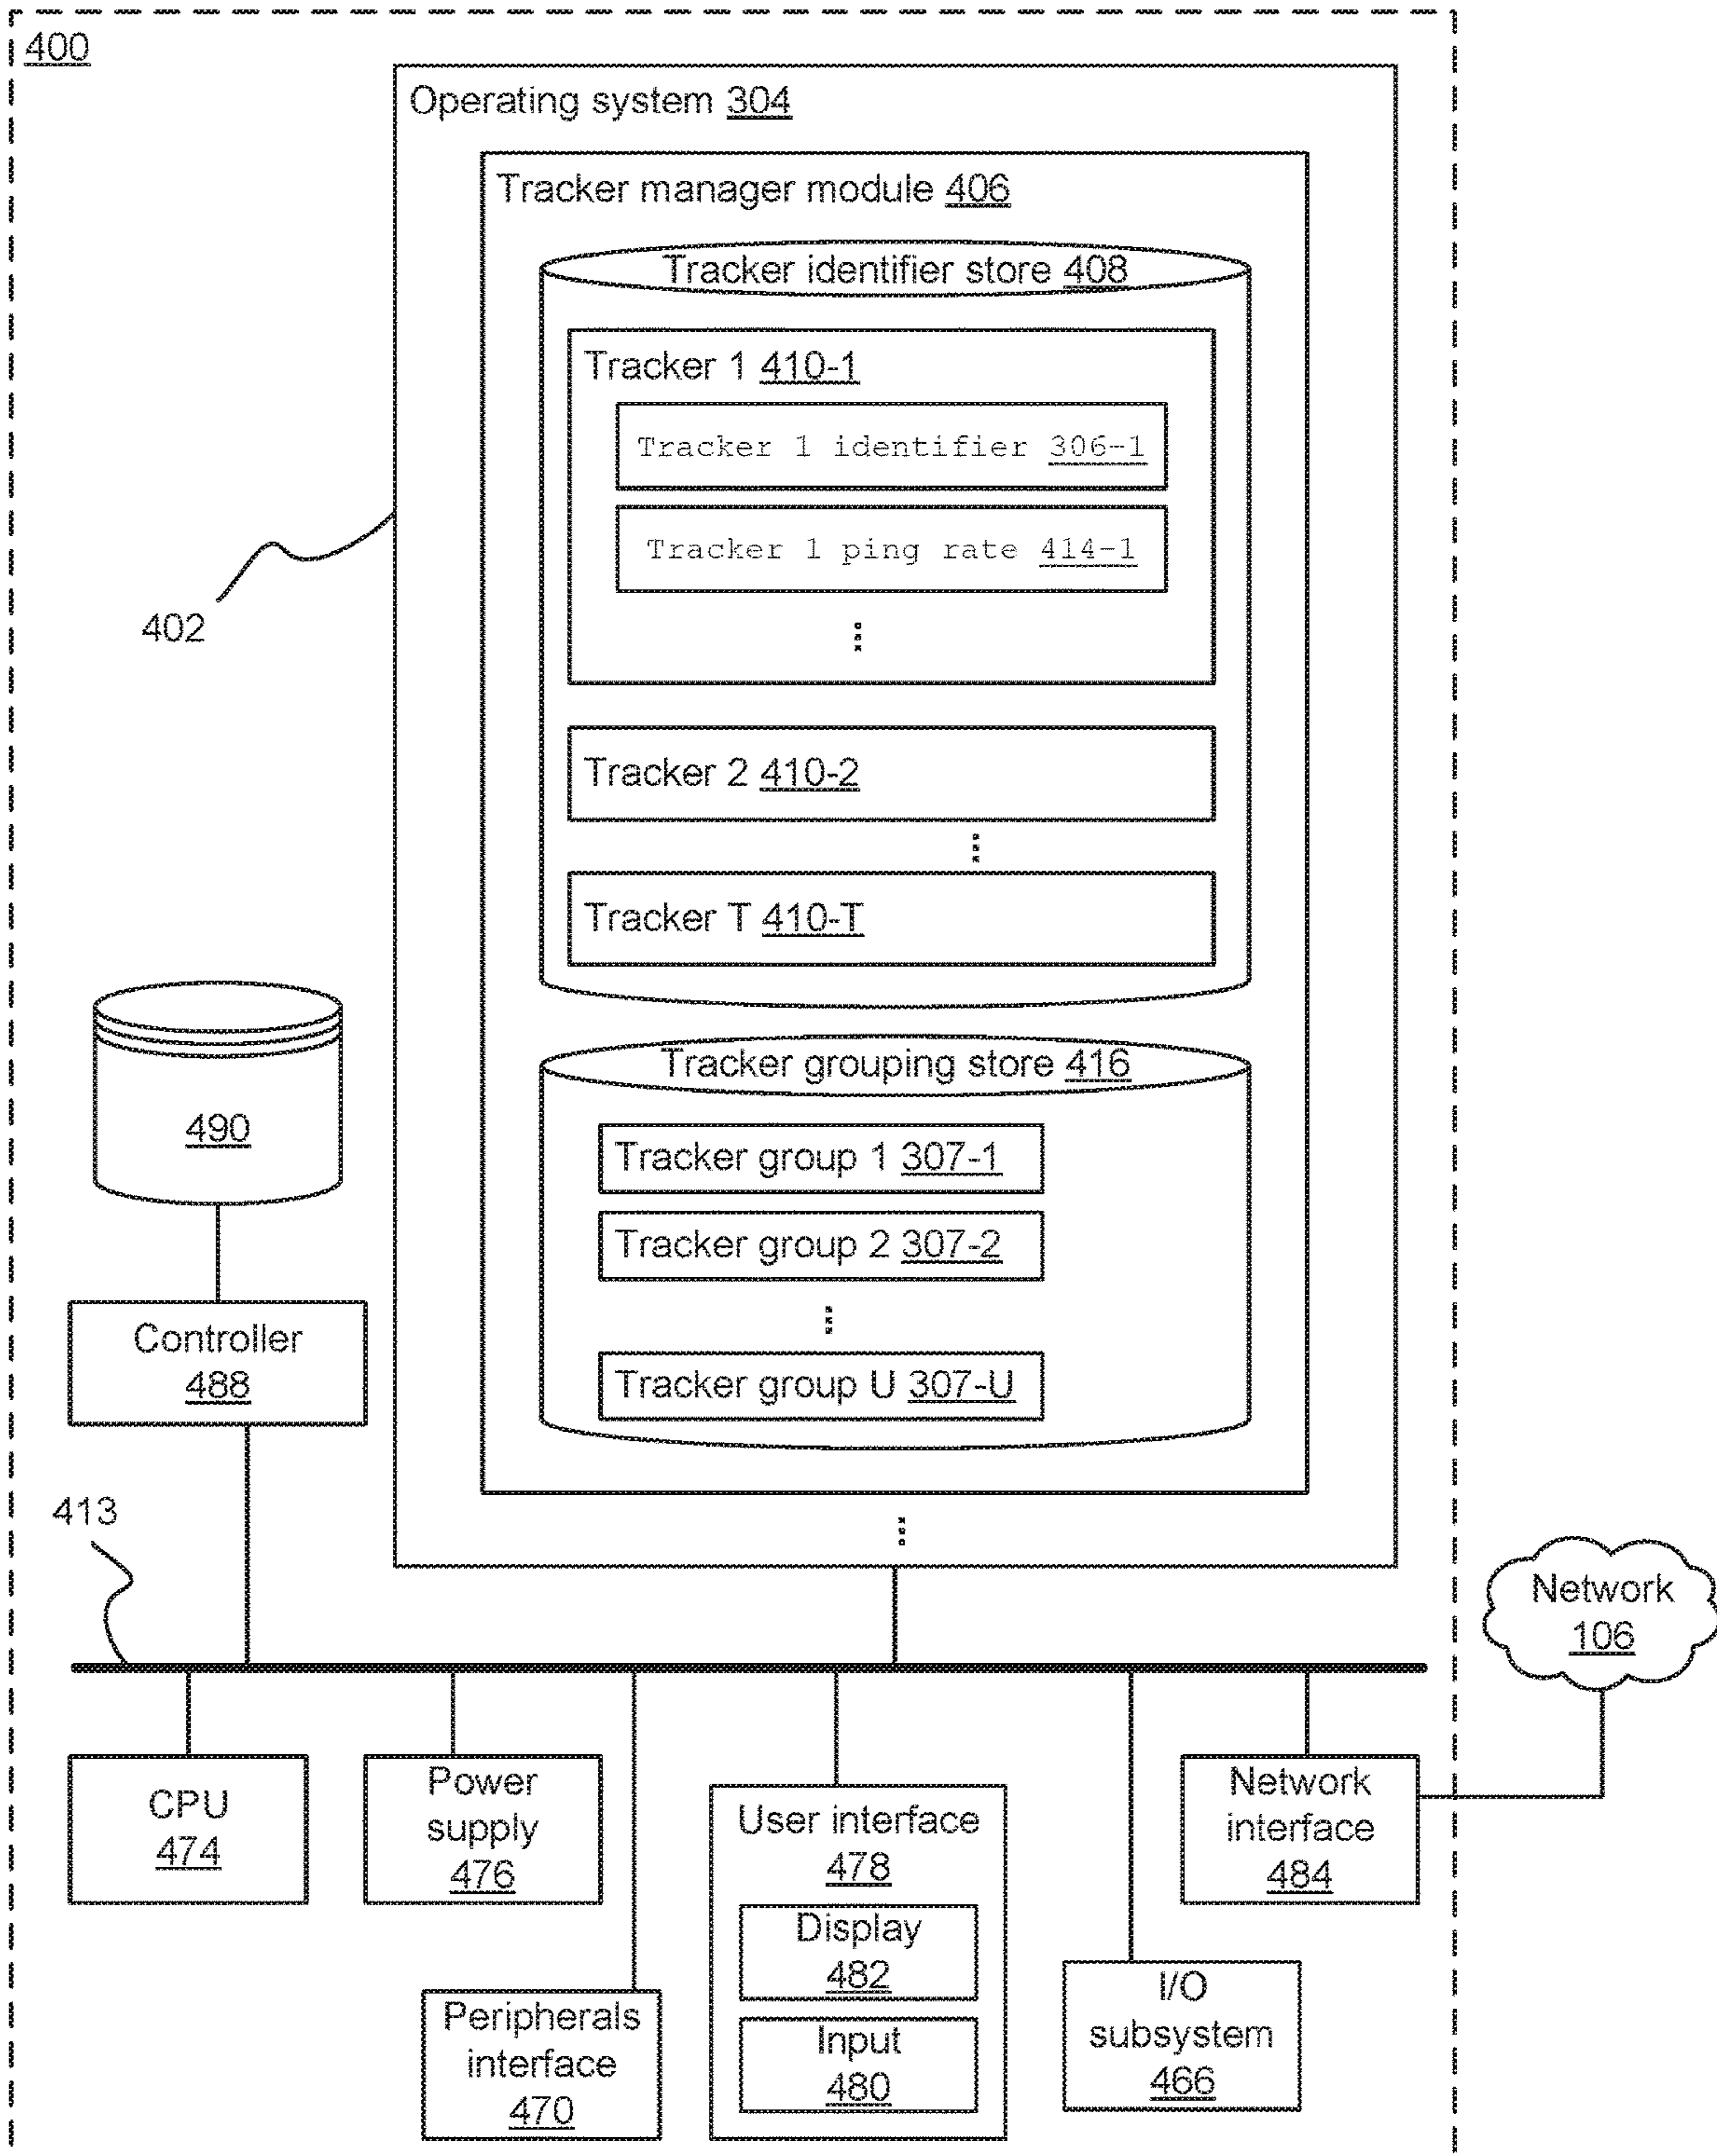 400
Operating system 304
Tracker manager module 406
Tracker identifier store 408
Tracker 1 410-1
Tracker 1 identifier 306-1
Tracker 1 ping rate 414-1
402
Tracker 2 410-2
Tracker T 410-T
Tracker grouping store 416
490
Tracker group 1 307-1
Tracker group 2 307-2
Controller
488
Tracker group U 307-U
413
Network
106
CPU
474
Power
supply
476
User interface
478
Display
482
Input
480
Network
interface
484
Peripherals
interface
470
I/O
subsystem
466